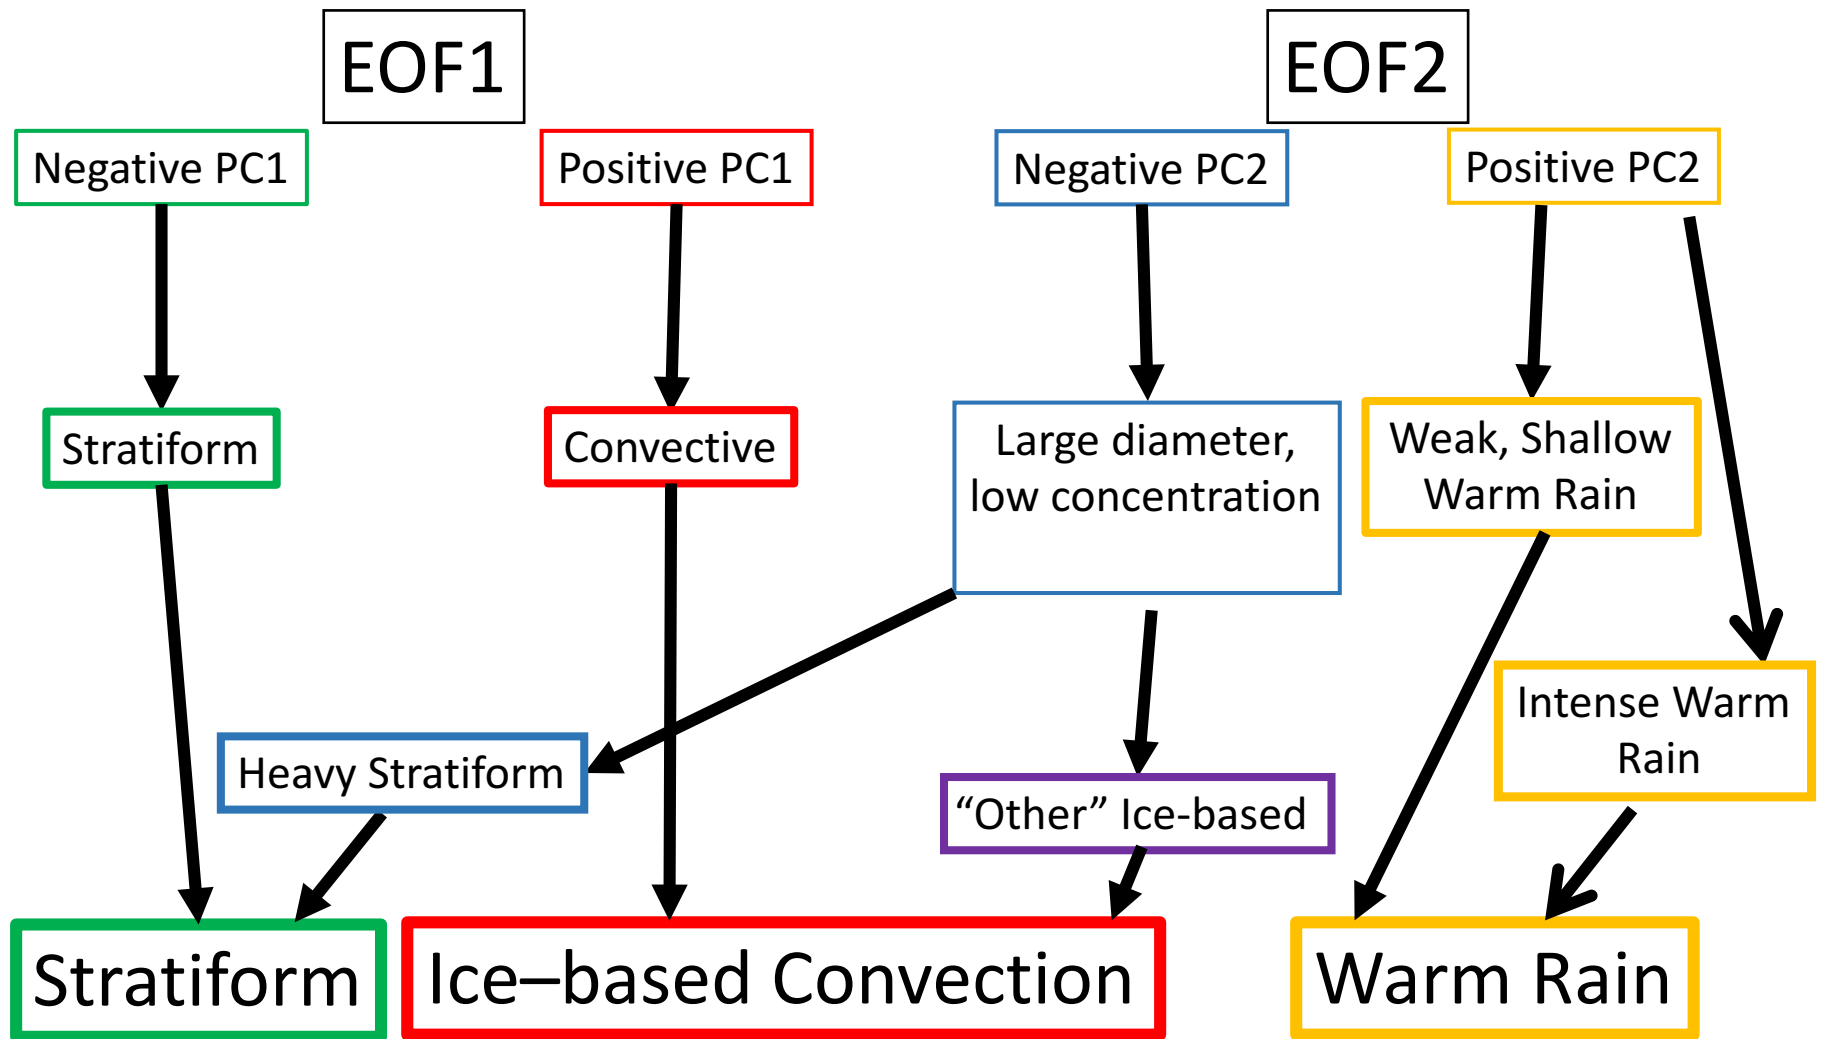 EOF1
EOF2
Negative PC1
Positive PC1
Negative PC2
Positive PC2
Stratiform
Convective
Large diameter,
low concentration
Weak, Shallow
Warm Rain
Intense Warm
Rain
Heavy Stratiform
“Other” Ice-based
Stratiform
Ice–based Convection
Warm Rain